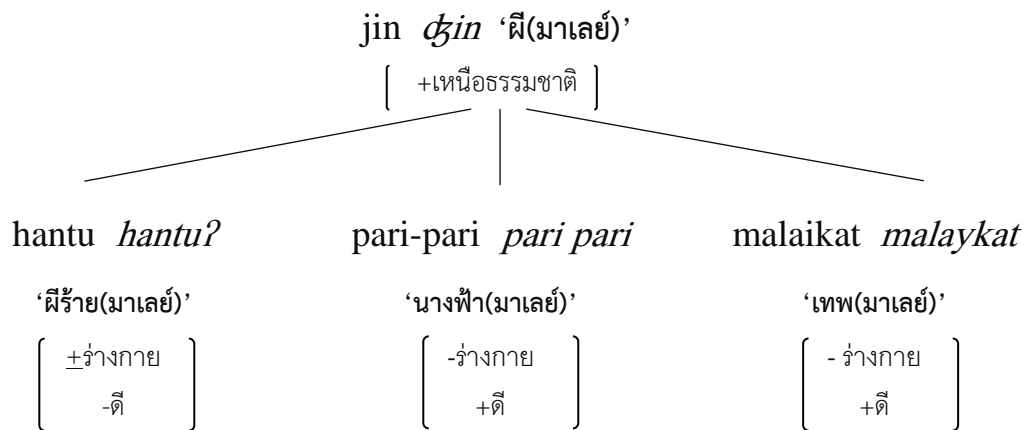 jin ʤin ‘ผี(มาเลย์)’
+เหนือธรรมชาติ
hantu hantuʔ pari-pari pari pari malaikat malaykat
‘ผีร้าย(มาเลย์)’ ‘นางฟ้า(มาเลย์)’ ‘เทพ(มาเลย์)’
+ร่างกาย -ร่างกาย - ร่างกาย
-ดี +ดี +ดี